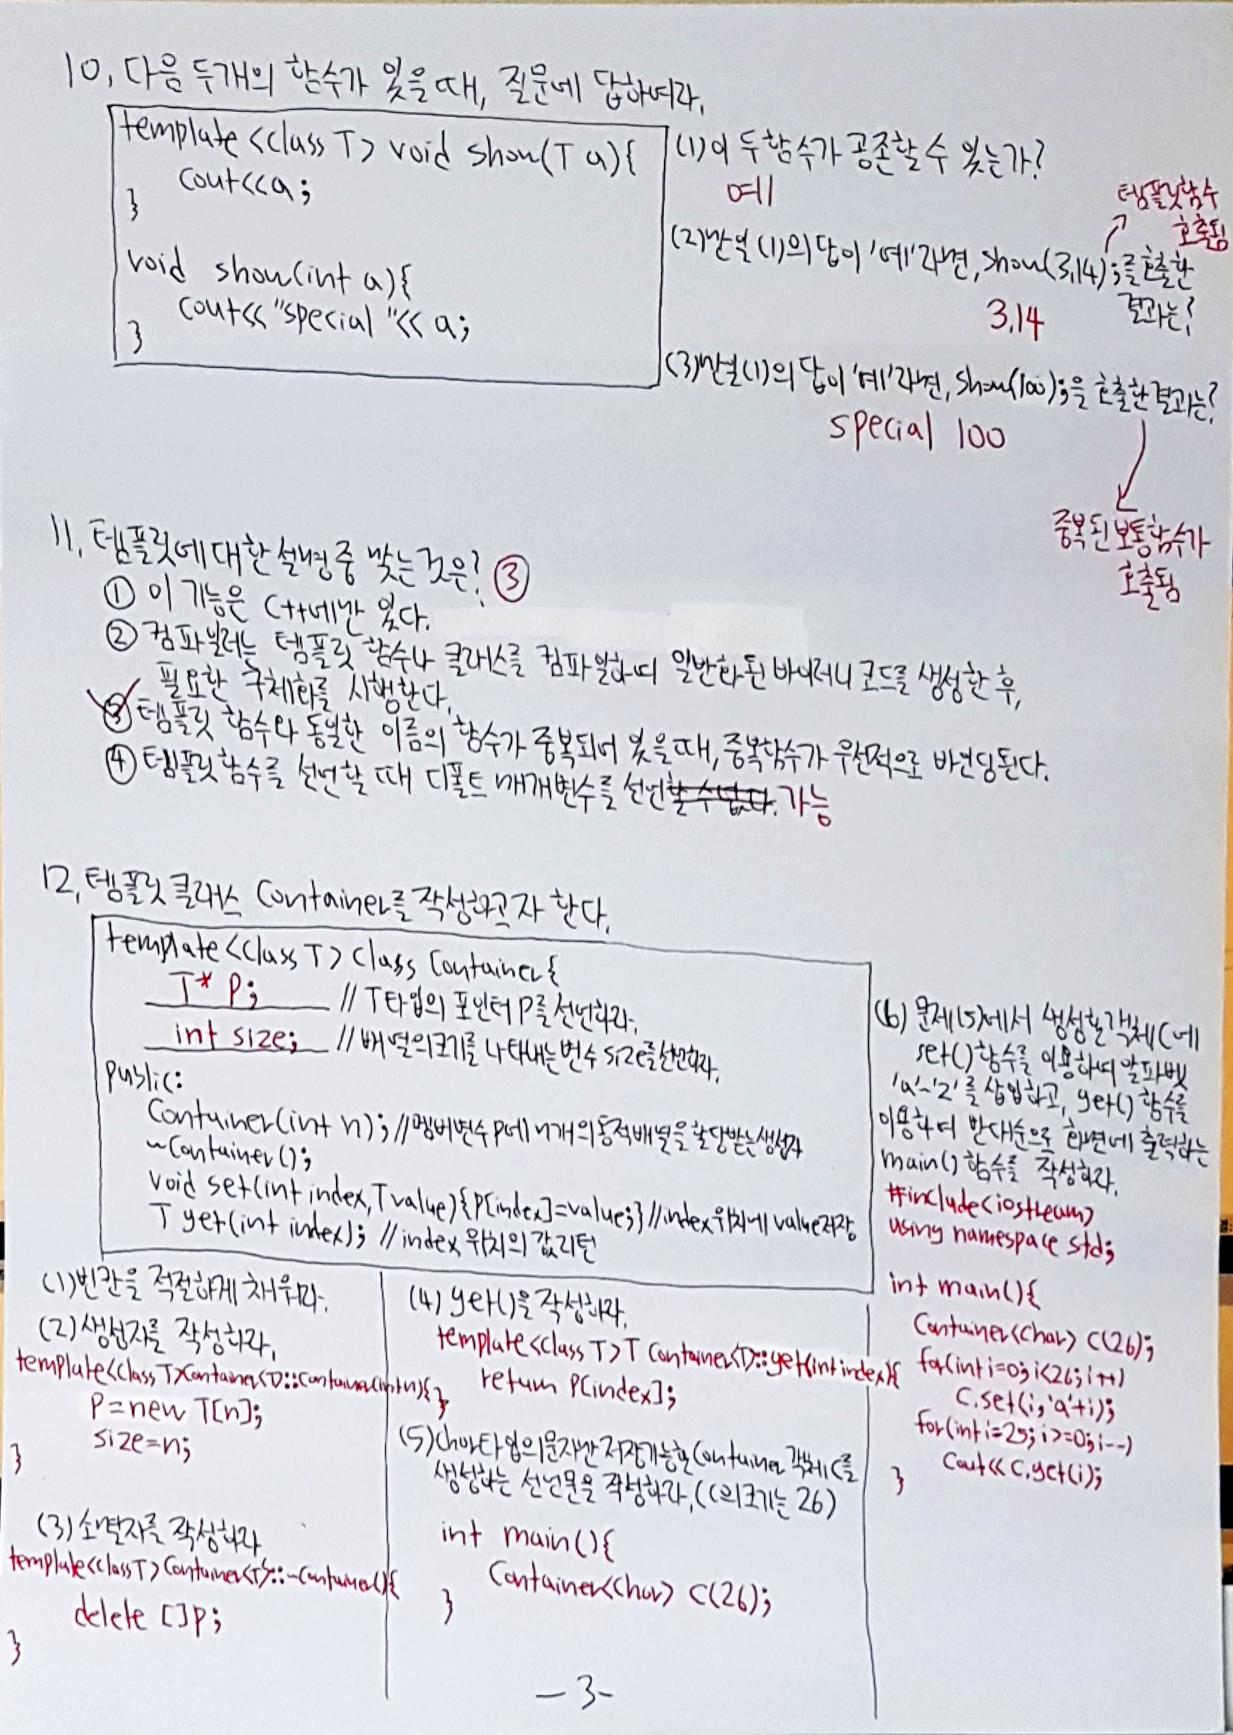 10. 다음 두개의 함수가 있을 때, 질문에 답하여라.
template<class T> void show(T a){
cout<<a;
}
void show(int a){
cout<<"special "<<a;
}
(1) 이 두 함수가 공존할 수 있는가?
예
(2) 만일 (1)의 답이 '예'라면, show(3.14);를 호출한
결과는?
템플릿함수
호출됨
3.14
(3) 만일(1)의 답이 '예'라면, show(100);을 호출한 결과는?
special 100
중복된 보통함수가
호출됨
11. 템플릿에 대한 설명 중 맞는 것은? ③
① 이 기능은 C++에만 있다.
② 컴파일러는 템플릿 함수나 클래스를 컴파일하여 일반화된 바이너리 코드를 생성한 후,
필요한 구체화를 시행한다.
③ 템플릿 함수와 동일한 이름의 함수가 중복되어 있을 때, 중복함수가 우선적으로 바인딩된다.
④ 템플릿함수를 선언할 때 디폴트 매개변수를 선언할 수 없다. 가능
12. 템플릿 클래스 Container를 작성하고자 한다.
template<class T> class Container{
T* p; // T타입의 포인터 p를 선언하라.
int size; // 배열의 크기를 나타내는 변수 size를 선언하라.
public:
Container(int n); // 멤버변수 p에 n개의 동적배열을 할당받는 생성자
~Container();
void set(int index, T value){p[index]=value;} //index 위치에 value 저장
T get(int index); //index 위치의 값 리턴
(1) 빈칸을 적절하게 채우라.
(2) 생성자를 작성하라.
template<class T>Container<T>::Container(int n){
p=new T[n];
size=n;
}
(3) 소멸자를 작성하라
template<class T>Container<T>::~Container(){
delete []p;
}
(4) get()을 작성하라.
template<class T>T Container<T>::get(int index){
return p[index];
}
(5) char타입의 문자만 저장가능한 Container 객체 c를
생성하는 선언문을 작성하라. (c의 크기는 26)
int main(){
Container<char> c(26);
}
(6) 문제(5)에서 생성한 객체 c에
set() 함수를 이용하여 알파벳
'a'-'z'를 삽입하고, get() 함수를
이용하여 반대순으로 화면에 출력하는
main() 함수를 작성하라.
#include<iostream>
using namespace std;
int main(){
Container<char> c(26);
for(int i=0; i<26; i++)
c.set(i,'a'+i);
for(int i=25; i>=0; i--)
cout<<c.get(i);
}
-3-